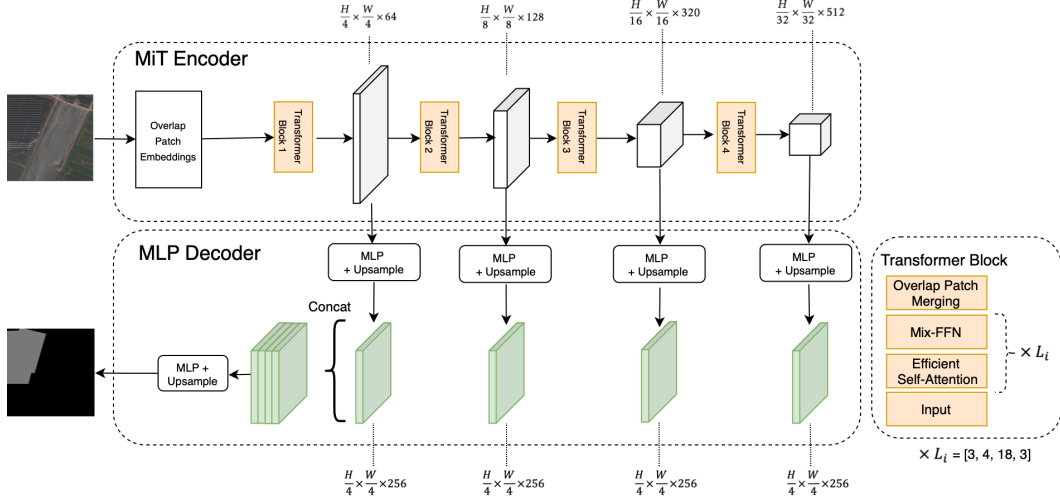 H/4 × W/4 ×64
H/8 × W/8 ×128
H/16 × W/16 ×320
H/32 × W/32 ×512
MiT Encoder
Overlap
Patch
Embeddings
Transformer
Block 1
Transformer
Block 2
Transformer
Block 3
Transformer
Block 4
MLP Decoder
MLP
+ Upsample
MLP
+ Upsample
MLP
+ Upsample
MLP
+ Upsample
Concat
MLP +
Upsample
H/4 × W/4 ×256
H/4 × W/4 ×256
H/4 × W/4 ×256
H/4 × W/4 ×256
Transformer Block
Overlap Patch
Merging
Mix-FFN
Efficient
Self-Attention
Input
× Lᵢ
× Lᵢ = [3, 4, 18, 3]